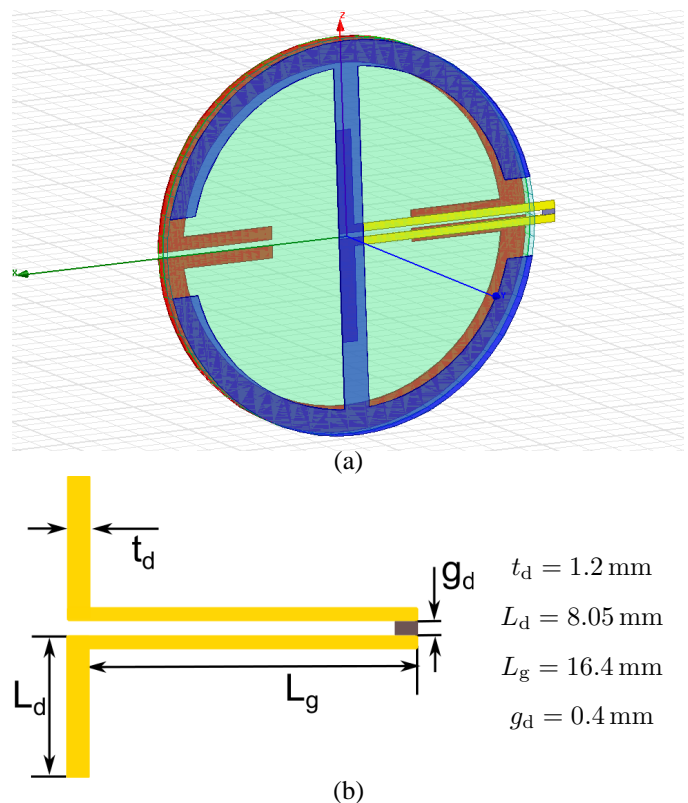 z
x
Y
(a)
t_d
g_d
L_d
L_g
t_d = 1.2 mm
L_d = 8.05 mm
L_g = 16.4 mm
g_d = 0.4 mm
(b)